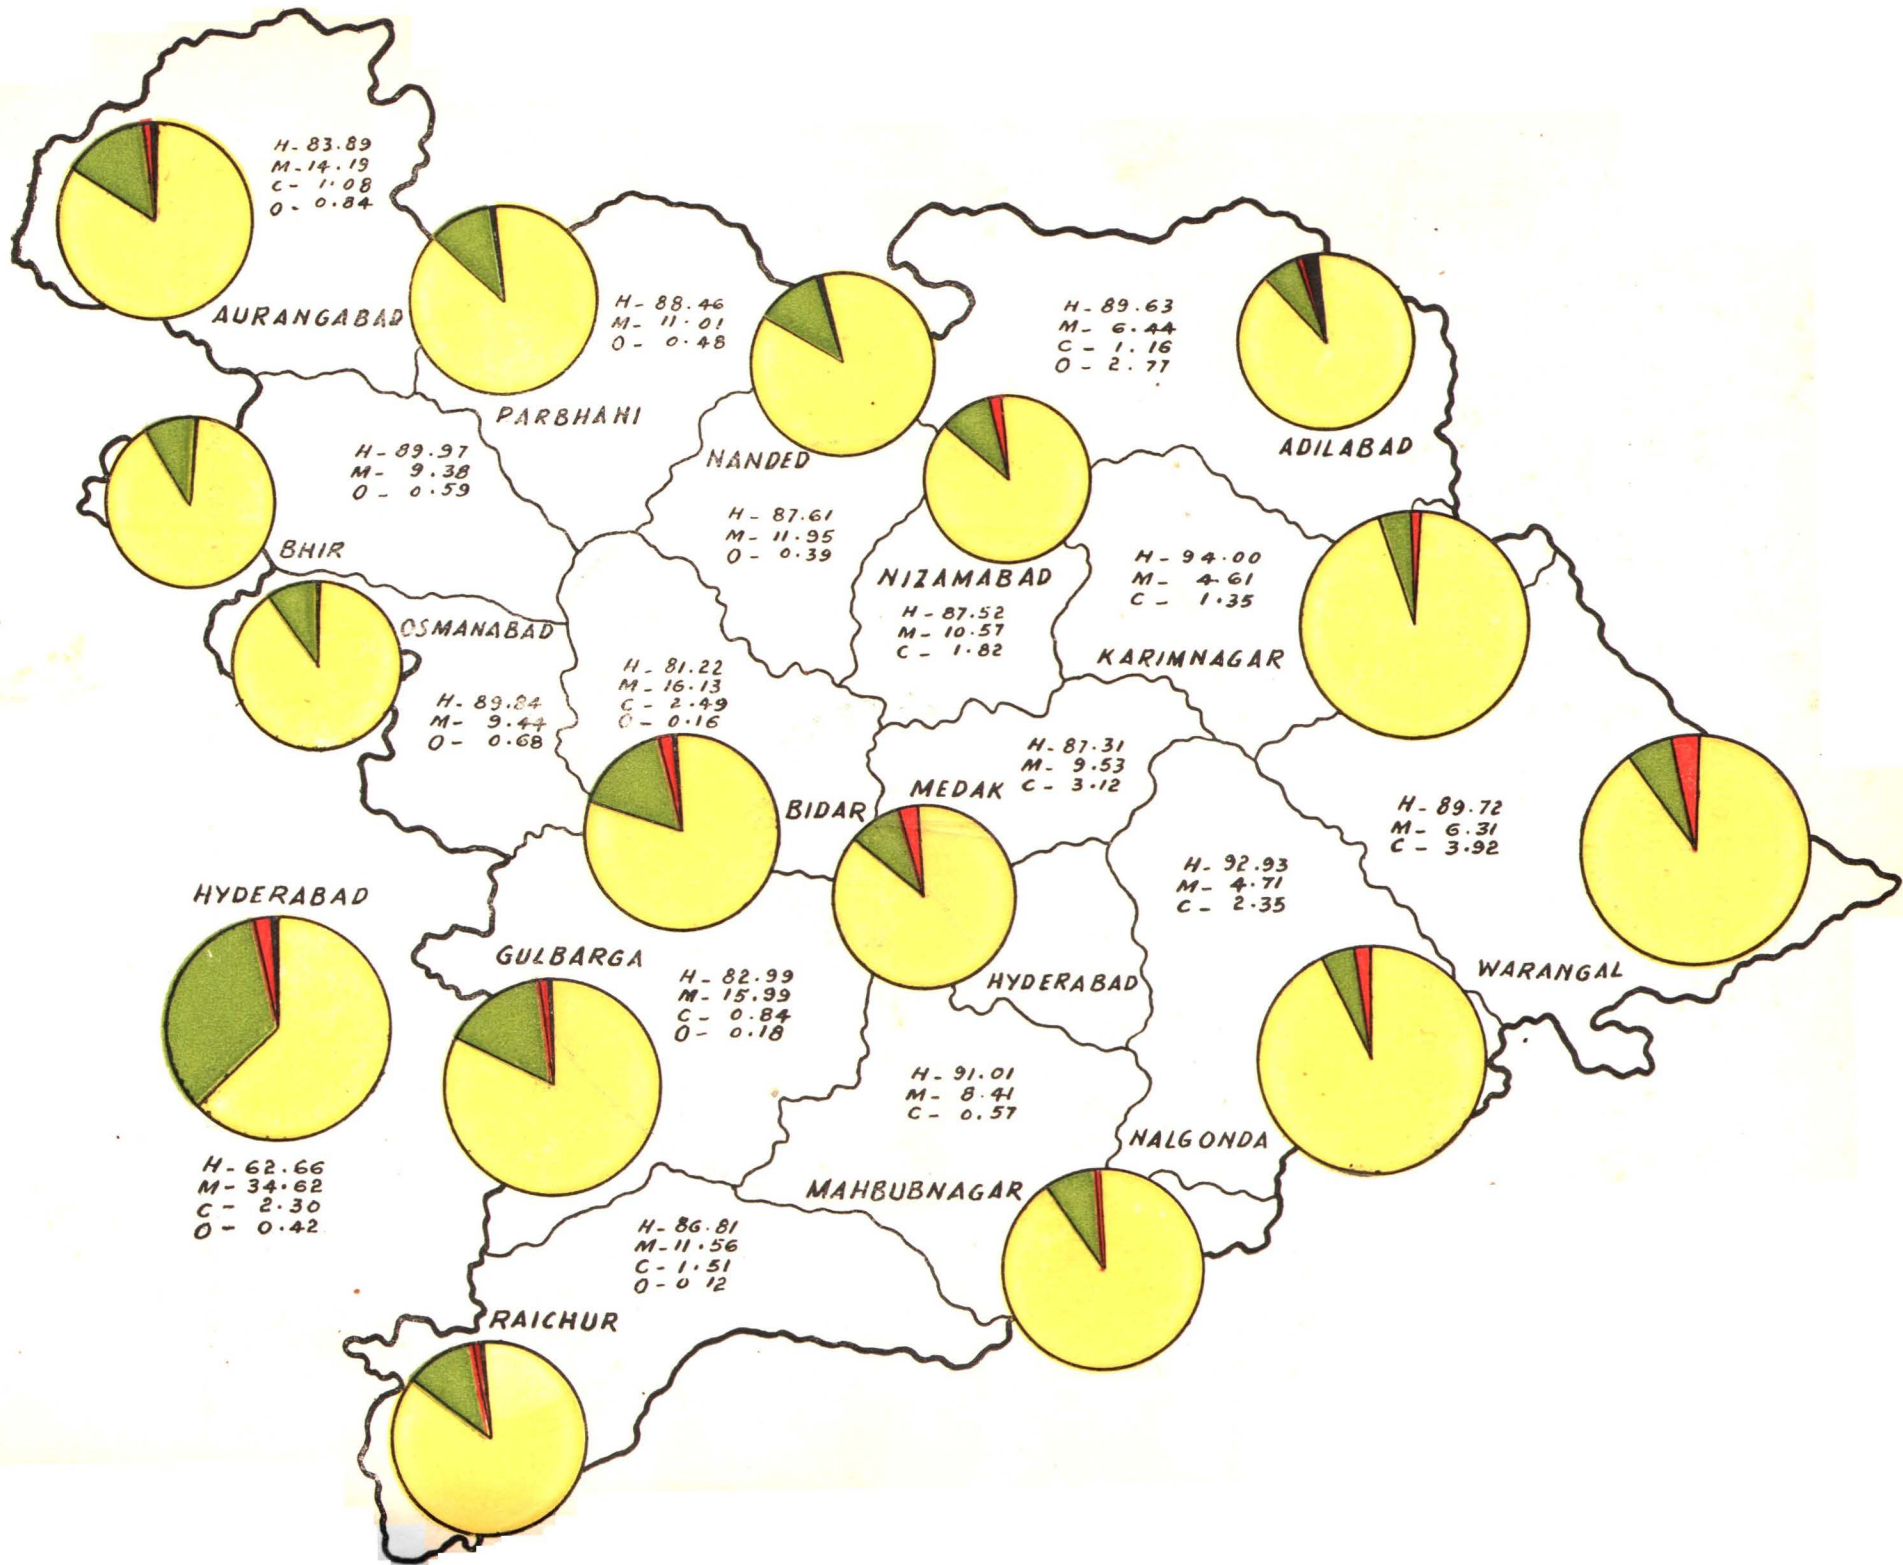 H- 83.89
M- 14.19
C- 1.08
O- 0.84
AURANGABAD
H- 88.46
M- 11.01
O- 0.48
PARBHANI
H- 89.63
M- 6.44
C- 1.16
O- 2.77
ADILABAD
NANDED
H- 87.61
M- 11.95
O- 0.39
H- 89.97
M- 9.38
O- 0.59
BHIR
NIZAMABAD
H- 87.52
M- 10.57
C- 1.82
H- 94.00
M- 4.61
C- 1.35
KARIMNAGAR
OSMANABAD
H- 89.84
M- 9.44
O- 0.68
H- 81.22
M- 16.13
C- 2.49
O- 0.16
BIDAR
H- 87.31
M- 9.53
C- 3.12
MEDAK
H- 89.72
M- 6.31
C- 3.92
WARANGAL
H- 92.93
M- 4.71
C- 2.35
NALGONDA
HYDERABAD
H- 62.66
M- 34.62
C- 2.30
O- 0.42
GULBARGA
H- 82.99
M- 15.99
C- 0.84
O- 0.18
HYDERABAD
H- 91.01
M- 8.41
C- 0.57
MAHBUBNAGAR
H- 86.81
M- 11.56
C- 1.51
O- 0 12
RAICHUR